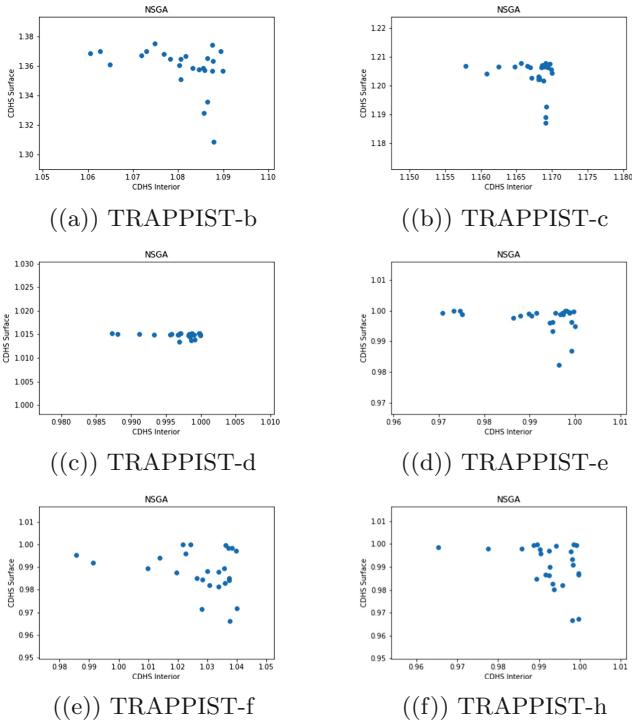 NSGA
CDHS Surface
1.38
1.37
1.36
1.35
1.34
1.33
1.32
1.31
1.30
1.05 1.06 1.07 1.08 1.09 1.10
CDHS Interior
((a)) TRAPPIST-b
NSGA
CDHS Surface
1.22
1.21
1.20
1.19
1.18
1.150 1.155 1.160 1.165 1.170 1.175 1.180
CDHS Interior
((b)) TRAPPIST-c
NSGA
CDHS Surface
1.030
1.025
1.020
1.015
1.010
1.005
1.000
0.980 0.985 0.990 0.995 1.000 1.005 1.010
CDHS Interior
((c)) TRAPPIST-d
NSGA
CDHS Surface
1.01
1.00
0.99
0.98
0.97
0.96 0.97 0.98 0.99 1.00 1.01
CDHS Interior
((d)) TRAPPIST-e
NSGA
CDHS Surface
1.01
1.00
0.99
0.98
0.97
0.96
0.95
0.98 0.99 1.00 1.01 1.02 1.03 1.04 1.05
CDHS Interior
((e)) TRAPPIST-f
NSGA
CDHS Surface
1.01
1.00
0.99
0.98
0.97
0.96
0.95
0.96 0.97 0.98 0.99 1.00 1.01
CDHS Interior
((f)) TRAPPIST-h